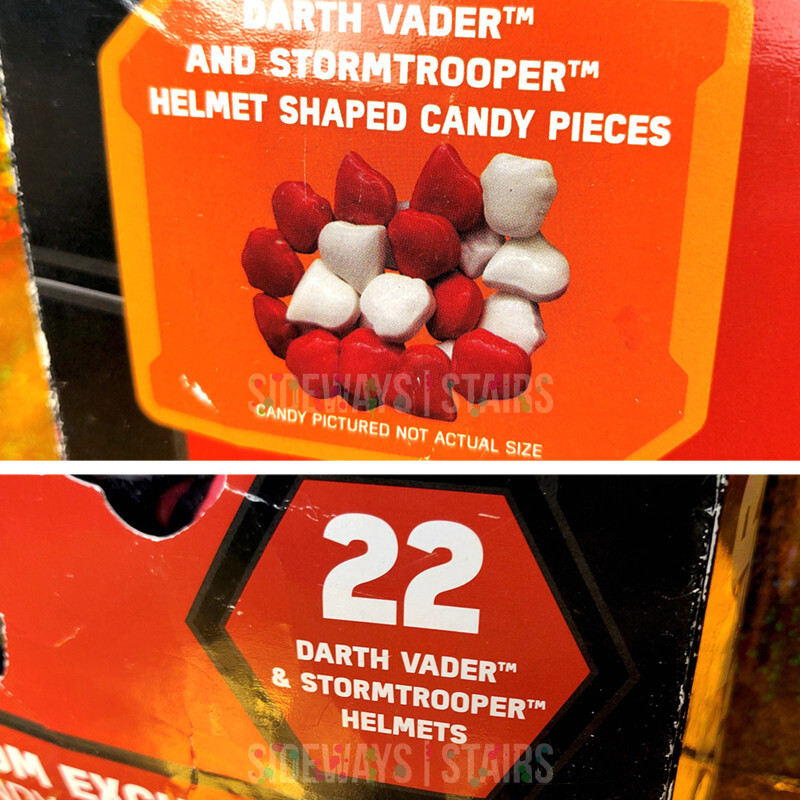 DARTH VADER™
AND STORMTROOPER™
HELMET SHAPED CANDY PIECES
SIDEWAYS | STAIRS
CANDY PICTURED NOT ACTUAL SIZE
22
DARTH VADER™
& STORMTROOPER™
HELMETS
SIDEWAYS | STAIRS